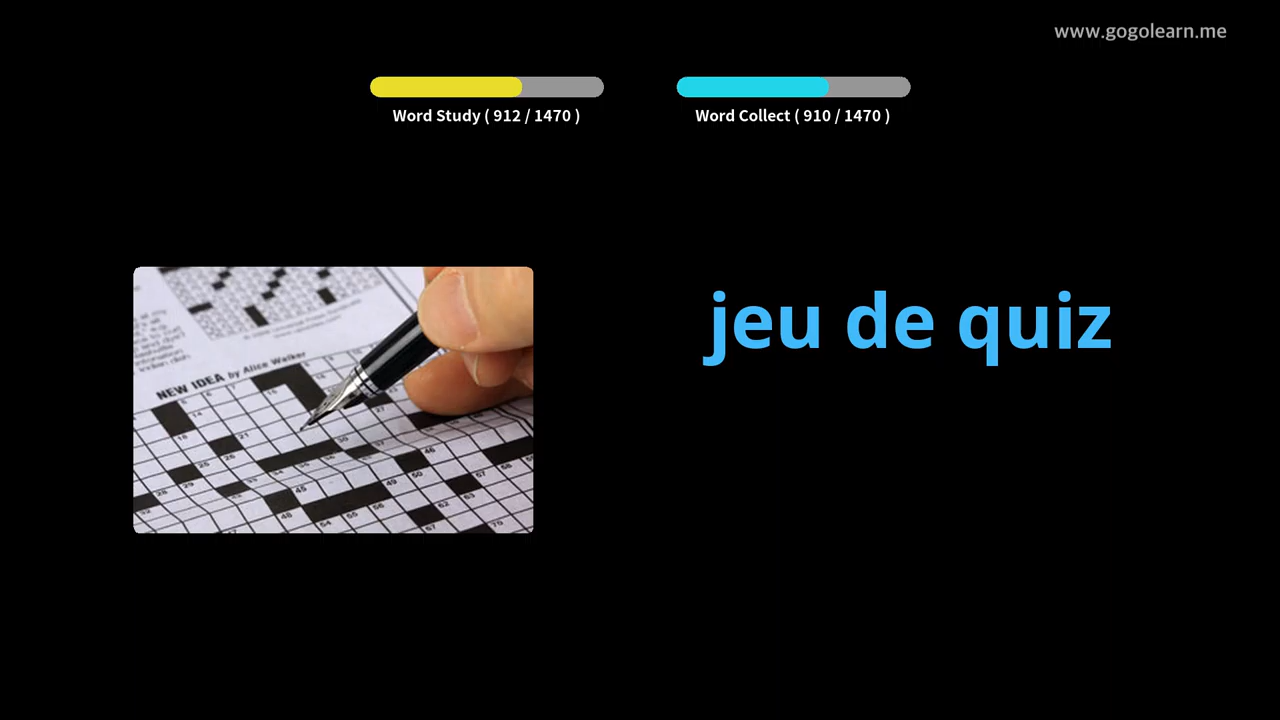 www.gogolearn.me
Word Study ( 912 / 1470 )
Word Collect ( 910 / 1470 )
jeu de quiz
NEW IDEA by Alice Walker